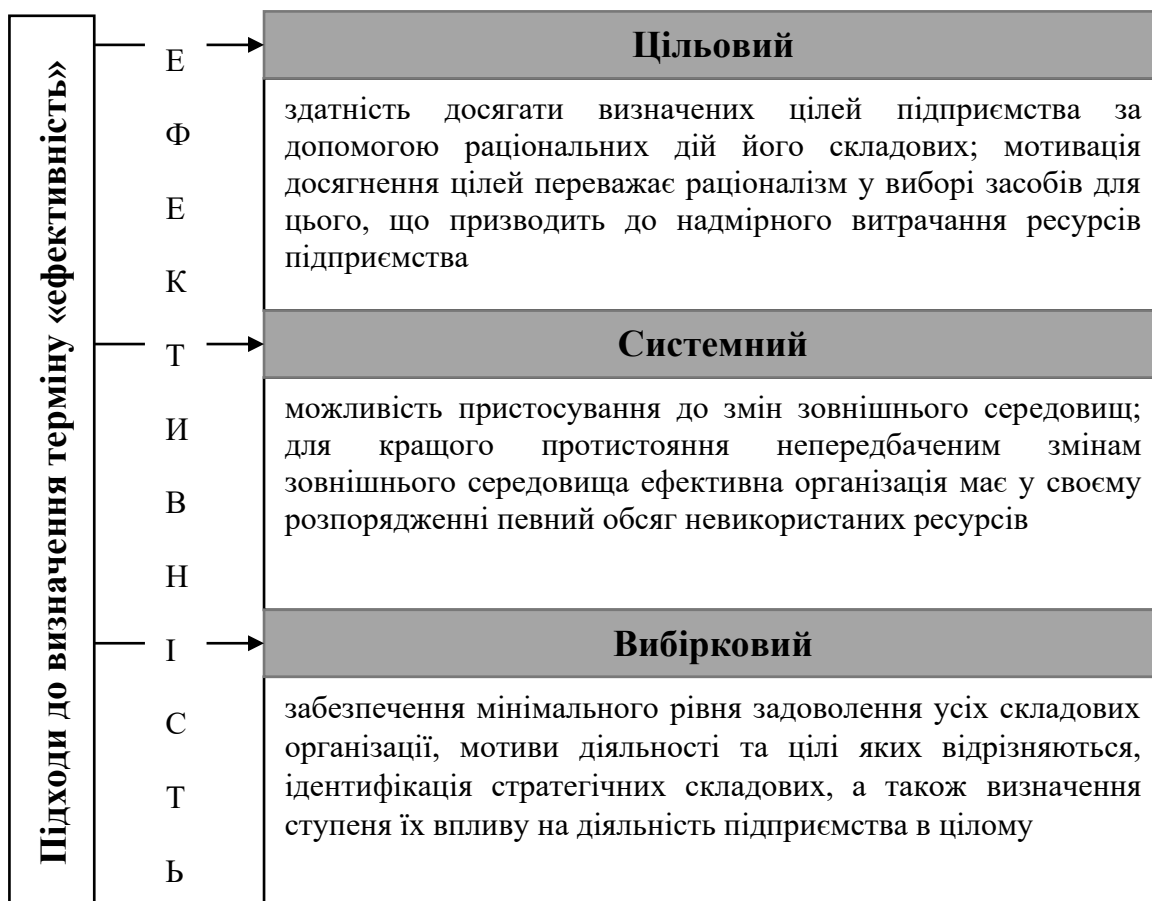 Підходи до визначення терміну «ефективність»
Е
Ф
Е
К
Т
И
В
Н
І
С
Т
Ь
Цільовий
здатність досягати визначених цілей підприємства за
допомогою раціональних дій його складових; мотивація
досягнення цілей переважає раціоналізм у виборі засобів для
цього, що призводить до надмірного витрачання ресурсів
підприємства
Системний
можливість пристосування до змін зовнішнього середовищ;
для кращого протистояння непередбаченим змінам
зовнішнього середовища ефективна організація має у своєму
розпорядженні певний обсяг невикористаних ресурсів
Вибірковий
забезпечення мінімального рівня задоволення усіх складових
організації, мотиви діяльності та цілі яких відрізняються,
ідентифікація стратегічних складових, а також визначення
ступеня їх впливу на діяльність підприємства в цілому